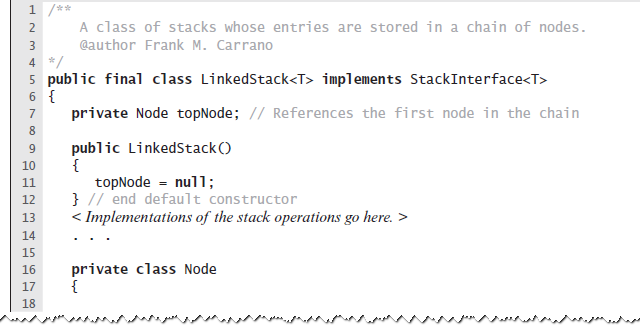 1 /**
2 A class of stacks whose entries are stored in a chain of nodes.
3 @author Frank M. Carrano
4 */
5 public final class LinkedStack<T> implements StackInterface<T>
6 {
7 private Node topNode; // References the first node in the chain
8
9 public LinkedStack()
10 {
11 topNode = null;
12 } // end default constructor
13 < Implementations of the stack operations go here. >
14 . . .
15
16 private class Node
17 {
18